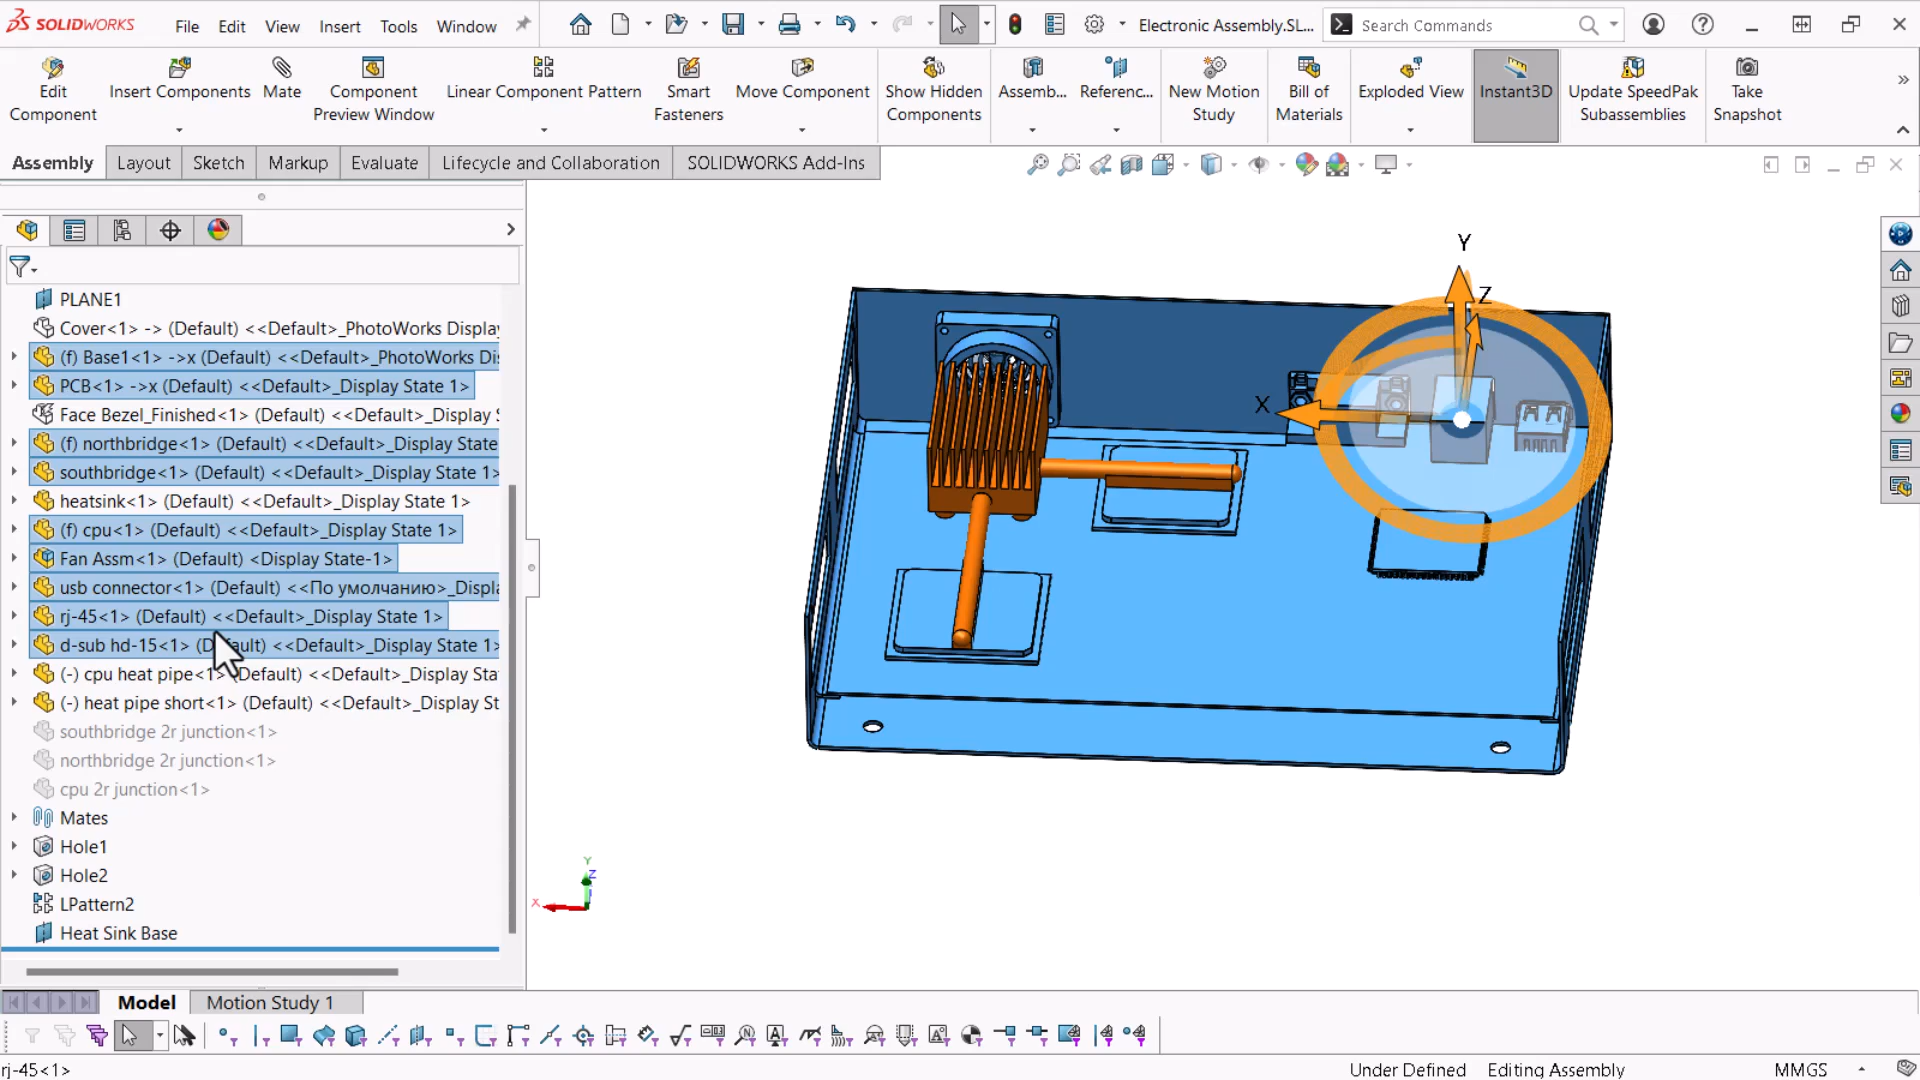 SOLIDWORKS
File Edit View Insert Tools Window
Electronic Assembly.SL...
Search Commands
Edit Component
Insert Components
Mate
Component Preview Window
Linear Component Pattern
Smart Fasteners
Move Component
Show Hidden Components
Assemb...
Referenc...
New Motion Study
Bill of Materials
Exploded View
Instant3D
Update SpeedPak Subassemblies
Take Snapshot
Assembly Layout Sketch Markup Evaluate Lifecycle and Collaboration SOLIDWORKS Add-Ins
PLANE1
Cover<1> -> (Default) <<Default>_PhotoWorks Display
(f) Base1<1> ->x (Default) <<Default>_PhotoWorks Di
PCB<1> ->x (Default) <<Default>_Display State 1>
Face Bezel_Finished<1> (Default) <<Default>_Display S
(f) northbridge<1> (Default) <<Default>_Display State
southbridge<1> (Default) <<Default>_Display State 1>
heatsink<1> (Default) <<Default>_Display State 1>
(f) cpu<1> (Default) <<Default>_Display State 1>
Fan Assm<1> (Default) <Display State-1>
usb connector<1> (Default) <<По умолчанию>_Displa
rj-45<1> (Default) <<Default>_Display State 1>
d-sub hd-15<1> (Default) <<Default>_Display State 1>
(-) cpu heat pipe<1> (Default) <<Default>_Display Sta
(-) heat pipe short<1> (Default) <<Default>_Display St
southbridge 2r junction<1>
northbridge 2r junction<1>
cpu 2r junction<1>
Mates
Hole1
Hole2
LPattern2
Heat Sink Base
Y
Z
X
Y
Z
X
Model Motion Study 1
rj-45<1>
Under Defined Editing Assembly MMGS